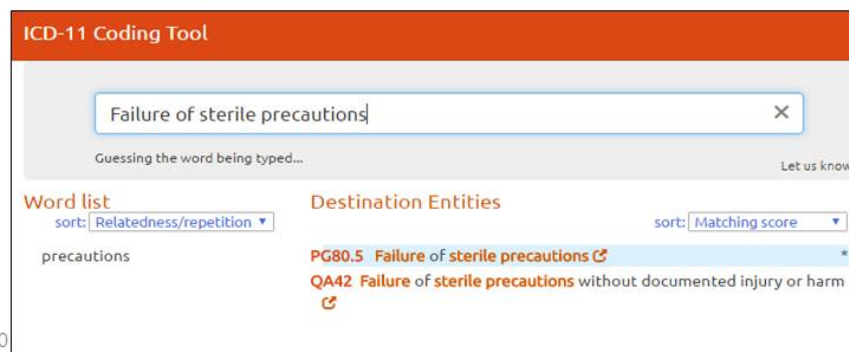 ICD-11 Coding Tool
Failure of sterile precautions
Guessing the word being typed...
Let us know
Word list
sort: Relatedness/repetition
Destination Entities
sort: Matching score
precautions
PG80.5 Failure of sterile precautions *
QA42 Failure of sterile precautions without documented injury or harm